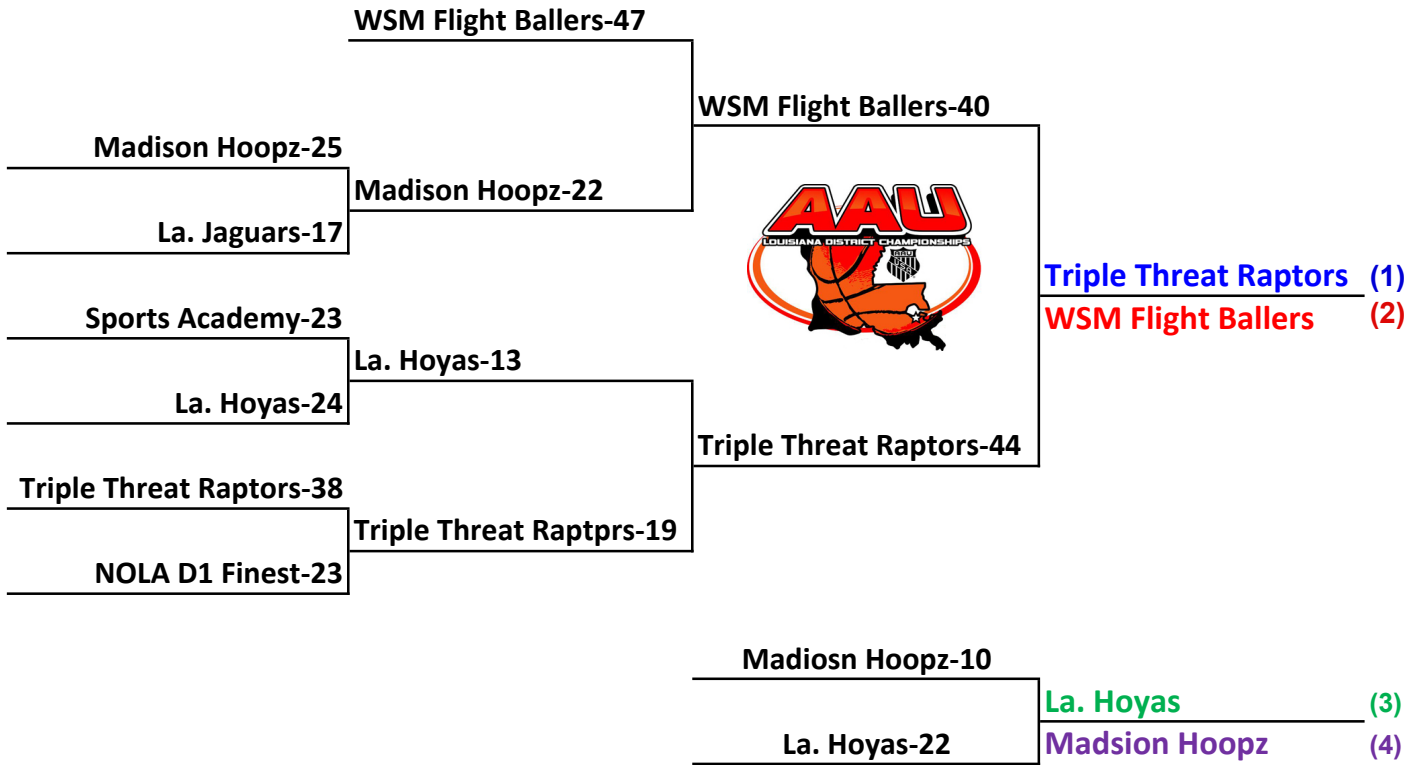 WSM Flight Ballers-47
WSM Flight Ballers-40
Madison Hoopz-25
Madison Hoopz-22
La. Jaguars-17
AAU
LOUISIANA DISTRICT CHAMPIONSHIPS
AAU
Triple Threat Raptors (1)
WSM Flight Ballers (2)
Sports Academy-23
La. Hoyas-13
La. Hoyas-24
Triple Threat Raptors-44
Triple Threat Raptors-38
Triple Threat Raptprs-19
NOLA D1 Finest-23
Madiosn Hoopz-10
La. Hoyas (3)
Madsion Hoopz (4)
La. Hoyas-22